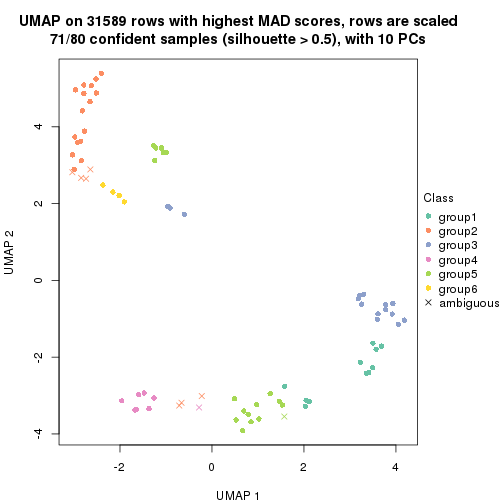 UMAP on 31589 rows with highest MAD scores, rows are scaled
71/80 confident samples (silhouette > 0.5), with 10 PCs
UMAP 2
4
2
0
-2
-4
-2
0
2
4
UMAP 1
Class
group1
group2
group3
group4
group5
group6
ambiguous